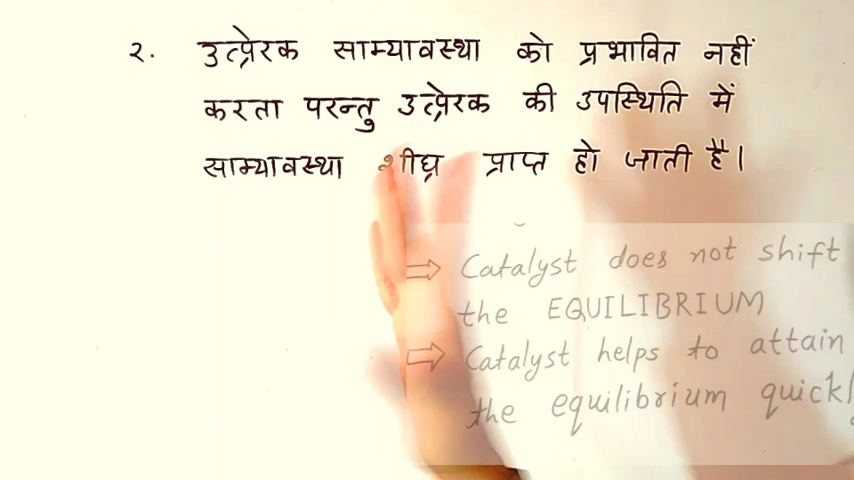 २. उत्प्रेरक साम्यावस्था को प्रभावित नहीं
करता परन्तु उत्प्रेरक की उपस्थिति में
साम्यावस्था शीघ्र प्राप्त हो जाती है।
⇒ Catalyst does not shift
the EQUILIBRIUM
⇒ Catalyst helps to attain
the equilibrium quickly